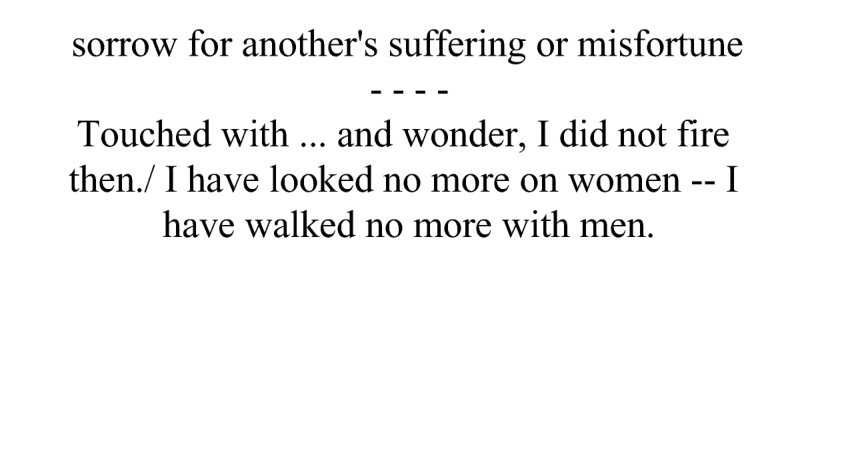 sorrow for another's suffering or misfortune
- - - -
Touched with ... and wonder, I did not fire
then./ I have looked no more on women -- I
have walked no more with men.